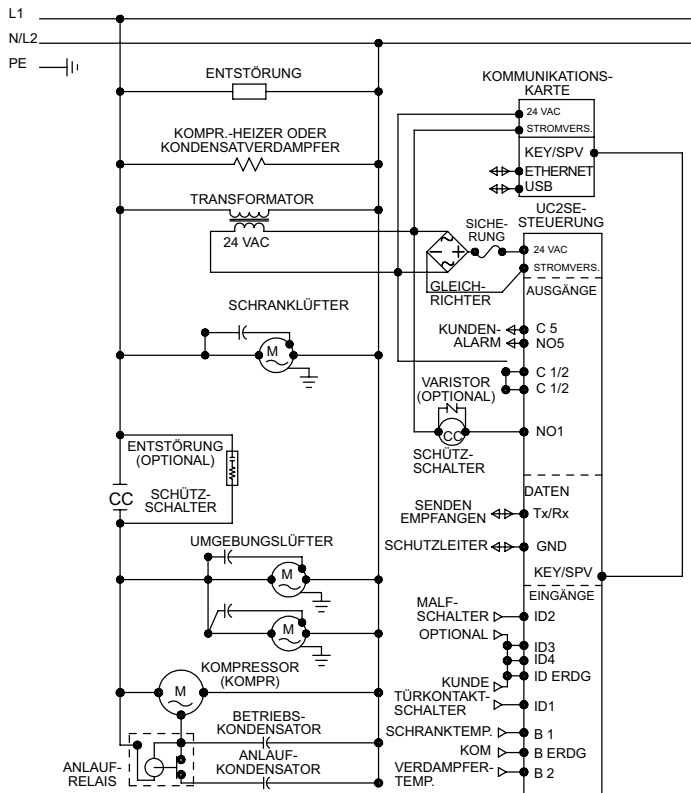 L1
N/L2
PE
ENTSTÖRUNG
KOMPR.-HEIZER ODER
KONDENSATVERDAMPFER
TRANSFORMATOR
24 VAC
SCHRANKLÜFTER
M
ENTSTÖRUNG
(OPTIONAL)
CC
SCHÜTZ-
SCHALTER
UMGEBUNGSLÜFTER
M
M
KOMPRESSOR
(KOMPR)
M
BETRIEBS-
KONDENSATOR
ANLAUF-
KONDENSATOR
ANLAUF-
RELAIS
KOMMUNIKATIONS-
KARTE
24 VAC
STROMVERS.
KEY/SPV
ETHERNET
USB
UC2SE-
STEUERUNG
SICHE-
RUNG
GLEICH-
RICHTER
24 VAC
STROMVERS.
AUSGÄNGE
KUNDEN-
ALARM
C 5
NO5
C 1/2
C 1/2
VARISTOR
(OPTIONAL)
CC
SCHÜTZ-
SCHALTER
NO1
DATEN
SENDEN
EMPFANGEN
Tx/Rx
SCHUTZLEITER
GND
KEY/SPV
EINGÄNGE
MALF-
SCHALTER
ID2
OPTIONAL
ID3
ID4
ID ERDG
KUNDE
TÜRKONTAKT-
SCHALTER
ID1
SCHRANKTEMP.
B 1
KOM
B ERDG
VERDAMPFER-
TEMP.
B 2